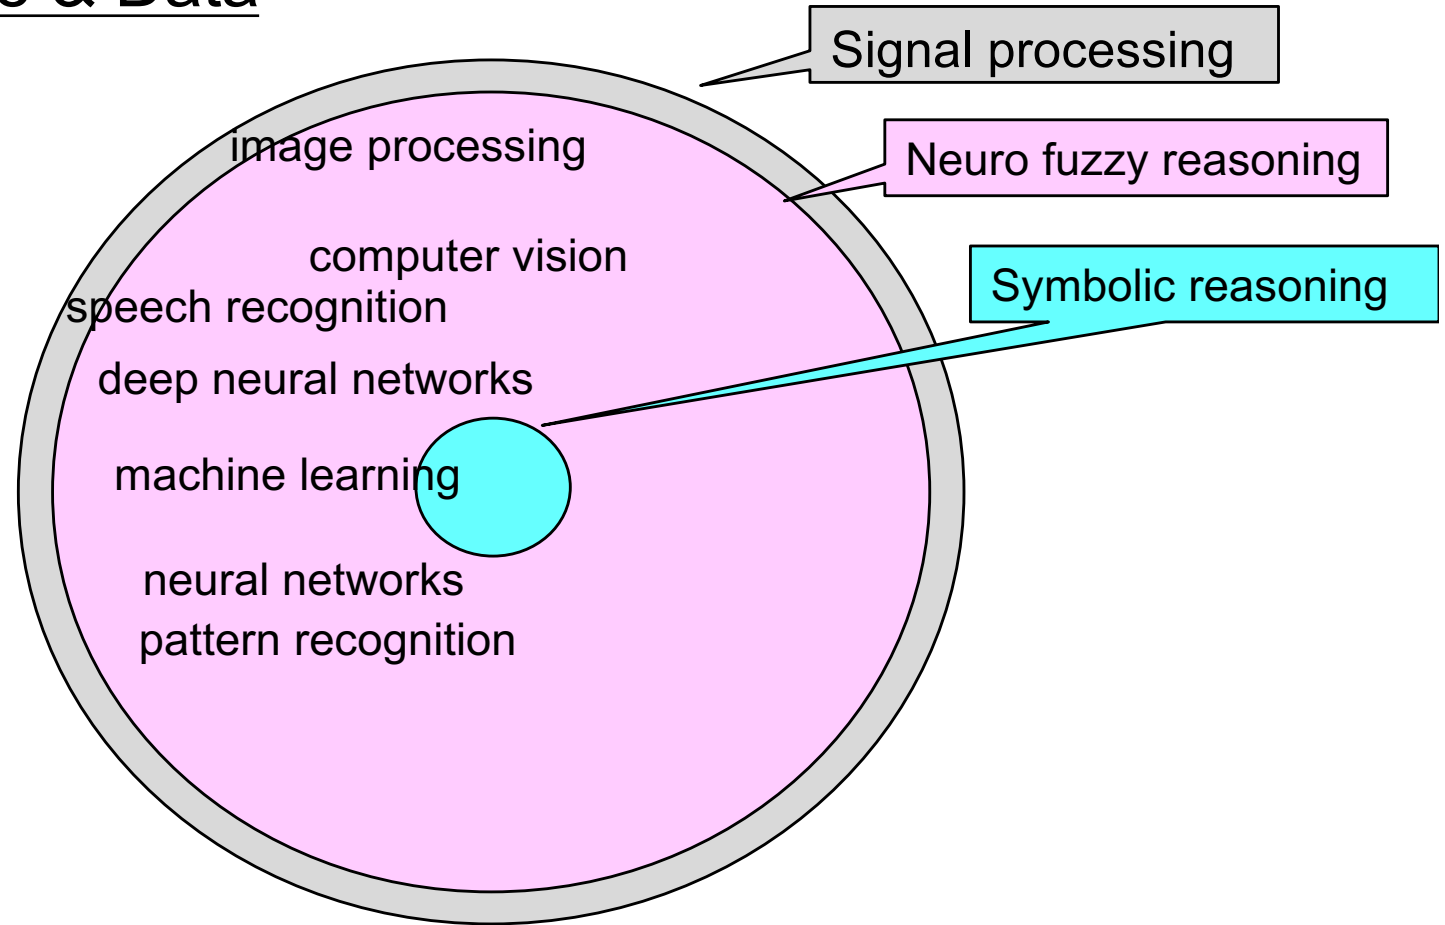 & Data
Signal processing
image processing
Neuro fuzzy reasoning
computer vision
Symbolic reasoning
speech recognition
deep neural networks
machine learning
neural networks
pattern recognition